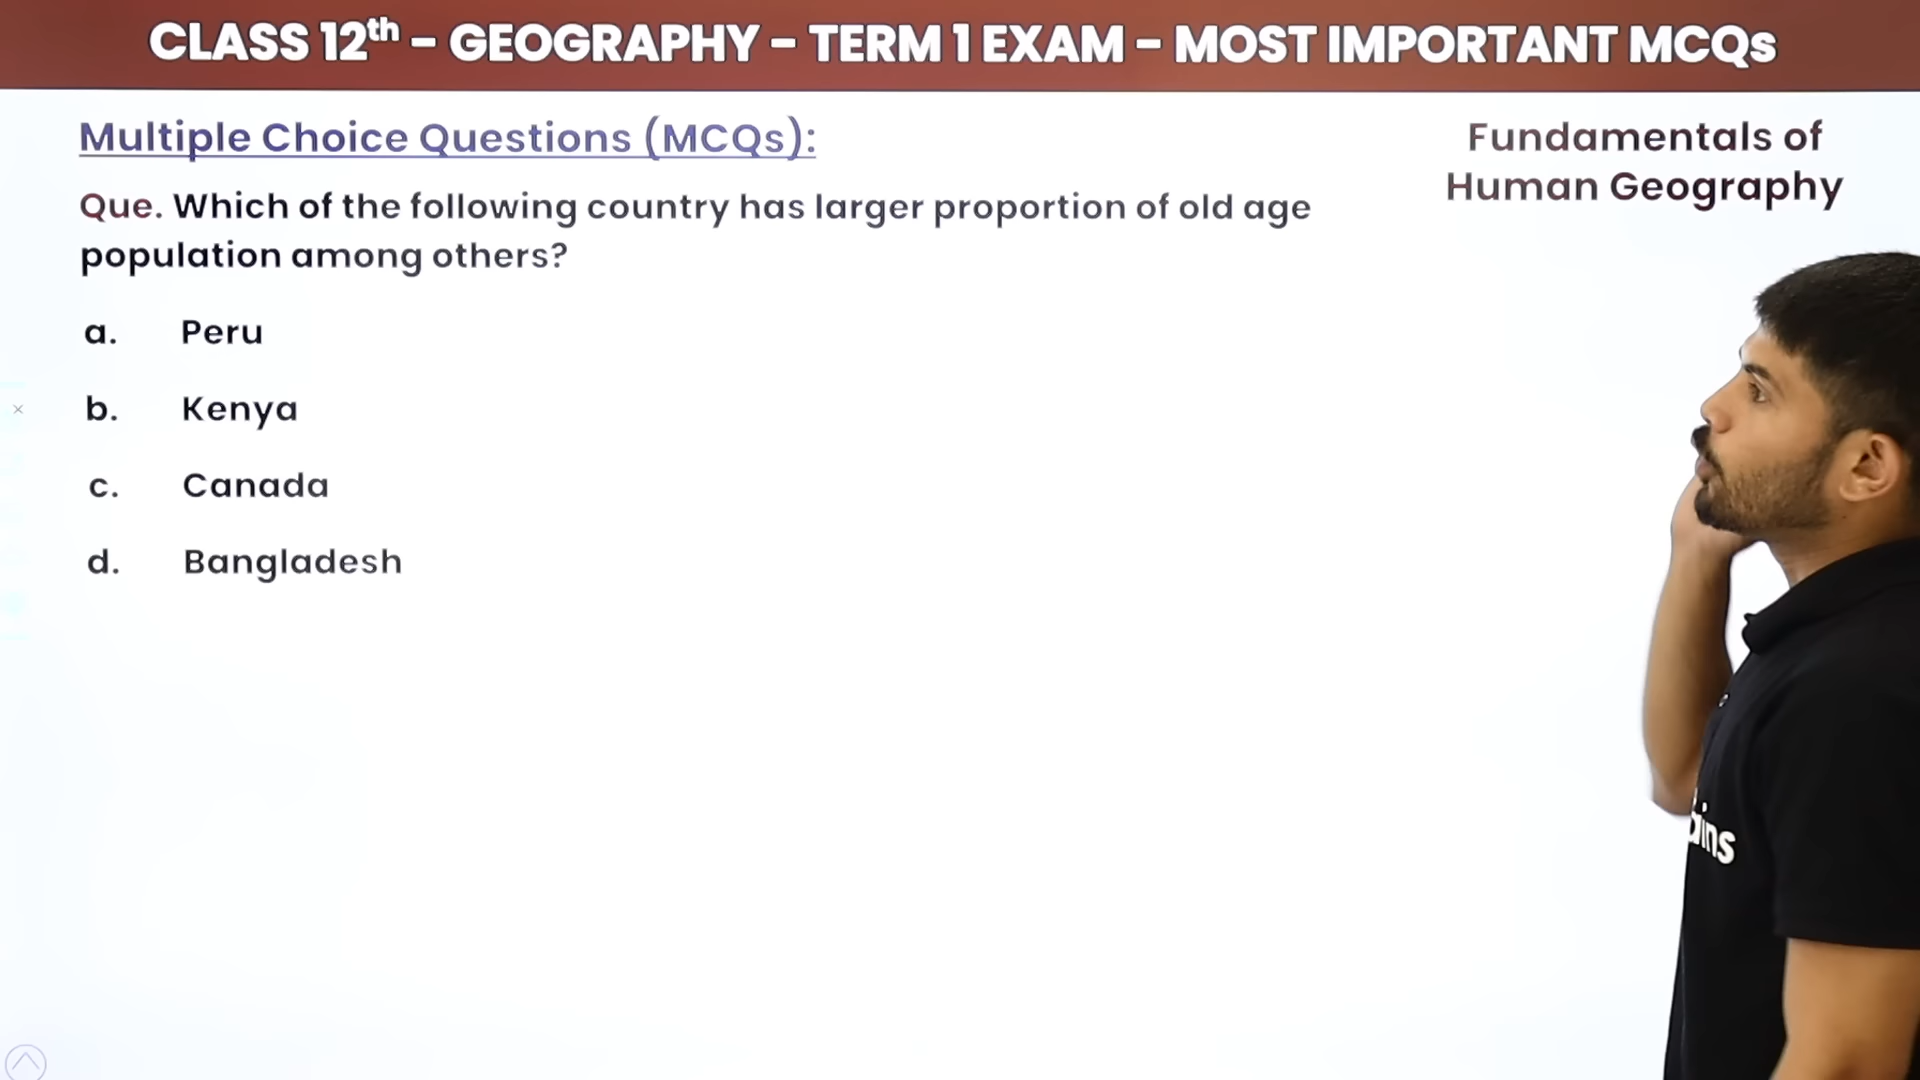 CLASS 12th - GEOGRAPHY - TERM 1 EXAM - MOST IMPORTANT MCQs
Multiple Choice Questions (MCQs):
Fundamentals of
Human Geography
Que. Which of the following country has larger proportion of old age
population among others?
a. Peru
b. Kenya
c. Canada
d. Bangladesh